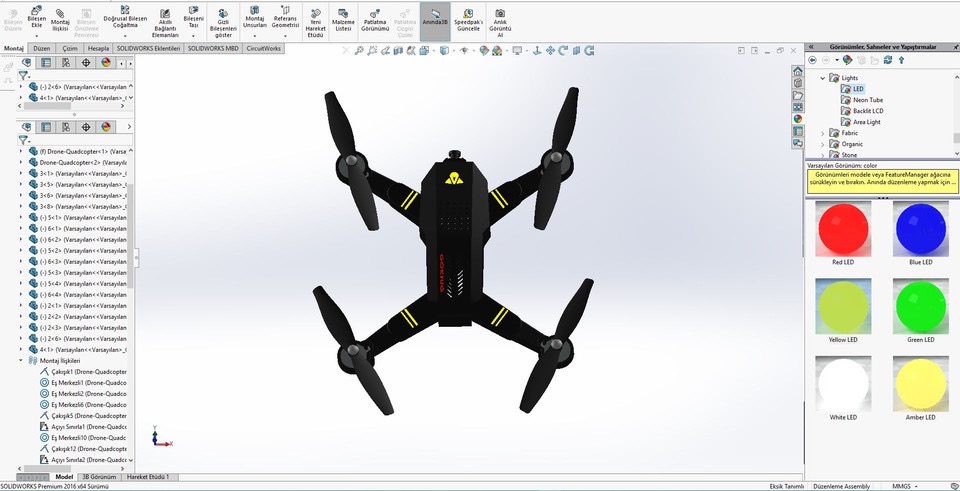 Bileşen Düzenle
Bileşen Ekle
Montaj İlişkisi
Bileşen Önizleme Penceresi
Doğrusal Bileşen Çoğaltma
Akıllı Bağlantı Elemanları
Bileşeni Taşı
Gizli Bileşenleri göster
Montaj Unsurları
Referans Geometrisi
Yeni Hareket Etüdü
Malzeme Listesi
Patlatma Görünümü
Patlatma Çizgisi Çizimi
Anında3B
Speedpak'ı Güncelle
Anlık Görüntü Al
Montaj Düzen Çizim Hesapla SOLIDWORKS Eklentileri SOLIDWORKS MBD CircuitWorks
(-) 2<6> (Varsayılan<<Varsayılan
4<1> (Varsayılan<<Varsayılan>_
(f) Drone-Quadcopter<1> (Varsayı
Drone-Quadcopter<2> (Varsayıla
3<1> (Varsayılan<<Varsayılan>_
3<5> (Varsayılan<<Varsayılan>_
3<6> (Varsayılan<<Varsayılan>_
3<8> (Varsayılan<<Varsayılan>_
(-) 5<1> (Varsayılan<<Varsayılan
(-) 6<1> (Varsayılan<<Varsayılan
(-) 6<2> (Varsayılan<<Varsayılan
(-) 5<2> (Varsayılan<<Varsayılan
(-) 6<3> (Varsayılan<<Varsayılan
(-) 5<3> (Varsayılan<<Varsayılan
(-) 5<4> (Varsayılan<<Varsayılan
(-) 6<4> (Varsayılan<<Varsayılan
(-) 2<1> (Varsayılan<<Varsayılan
(-) 2<2> (Varsayılan<<Varsayılan
(-) 2<3> (Varsayılan<<Varsayılan
(-) 2<6> (Varsayılan<<Varsayılan
4<1> (Varsayılan<<Varsayılan>_
Montaj İlişkileri
Çakışık1 (Drone-Quadcopter
Eş Merkezli1 (Drone-Quadco
Eş Merkezli2 (Drone-Quadco
Eş Merkezli6 (Drone-Quadco
Çakışık5 (Drone-Quadcopter
Açıyı Sınırla1 (Drone-Quadc
Eş Merkezli10 (Drone-Quadc
Çakışık12 (Drone-Quadcopt
Açıyı Sınırla2 (Drone-Quadc
Y
X
Görünümler, Sahneler ve Yapıştırmalar
Lights
LED
Neon Tube
Backlit LCD
Area Light
Fabric
Organic
Stone
Varsayılan Görünüm: color
Görünümleri modele veya FeatureManager ağacına
sürükleyin ve bırakın. Anında düzenleme yapmak için ...
Red LED Blue LED
Yellow LED Green LED
White LED Amber LED
Model 3B Görünüm Hareket Etüdü 1
SOLIDWORKS Premium 2016 x64 Sürümü Eksik Tanımlı Düzenleme Assembly MMGS